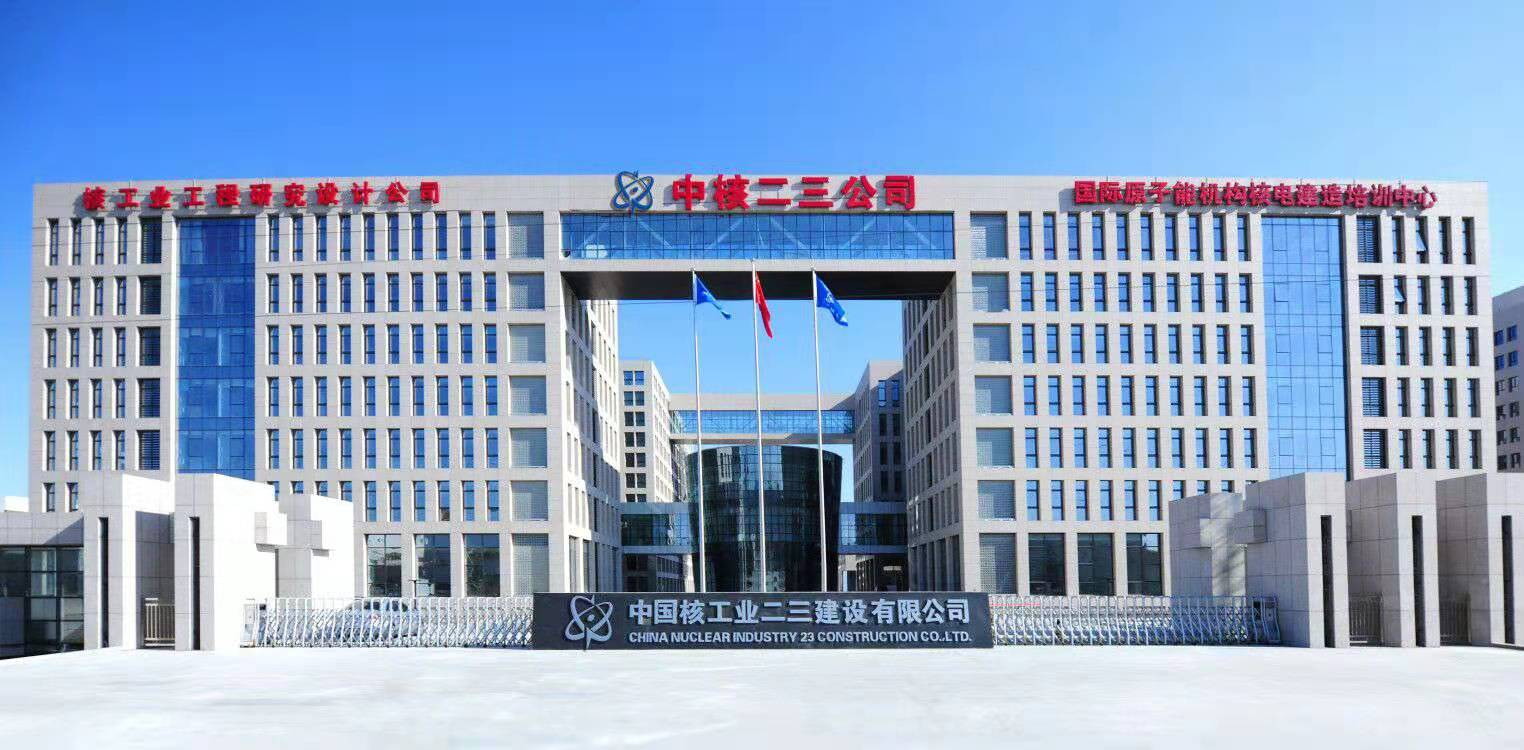 核工业工程研究设计公司
中核二三公司
国际原子能机构核电建造培训中心
中国核工业二三建设有限公司
CHINA NUCLEAR INDUSTRY 23 CONSTRUCTION CO.,LTD.